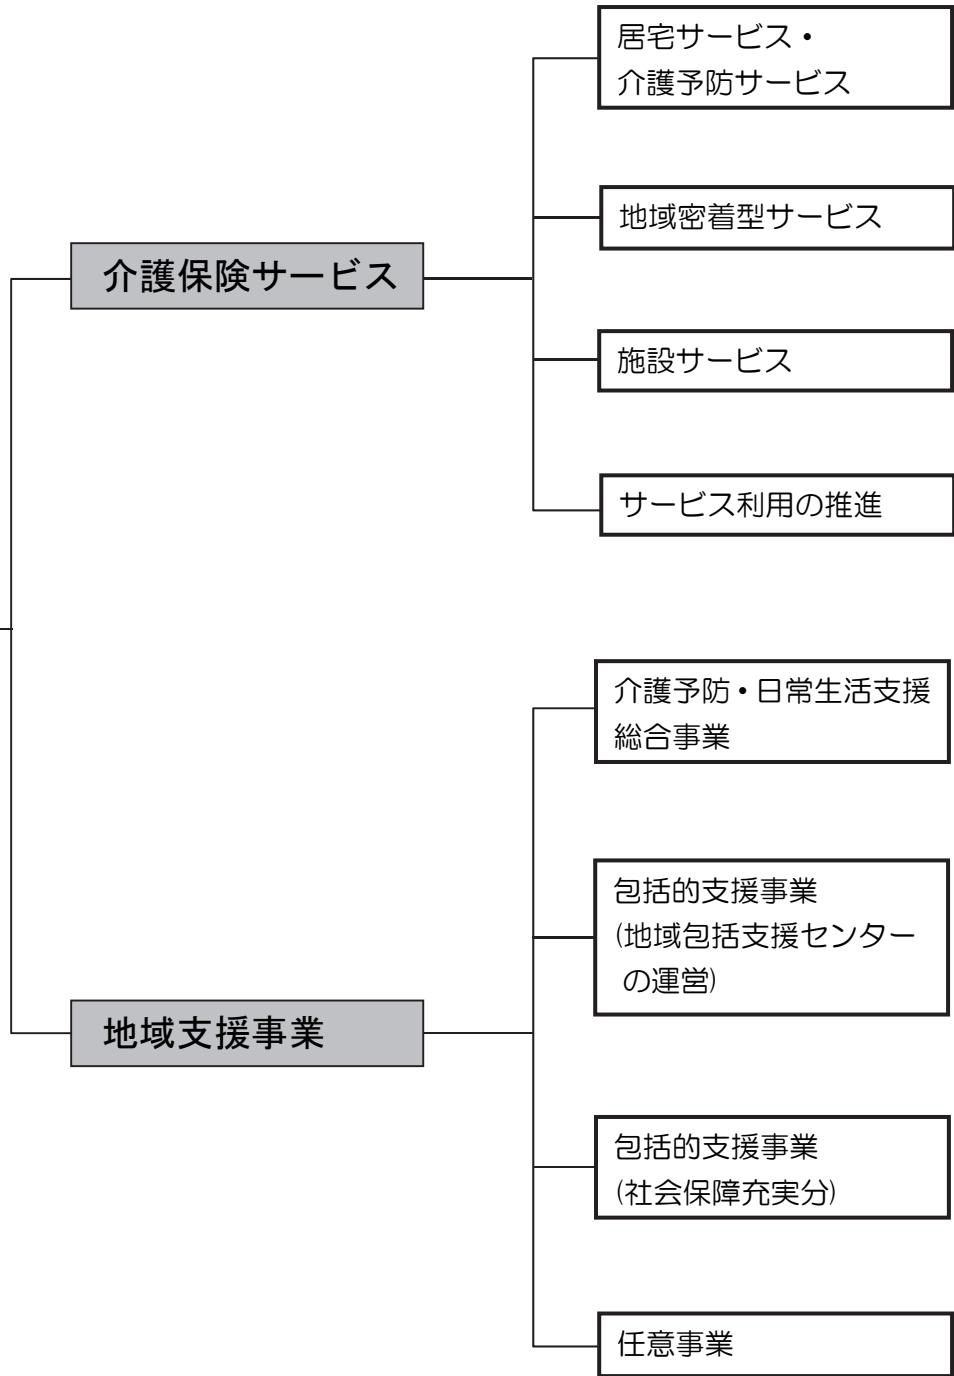 居宅サービス・
介護予防サービス
地域密着型サービス
介護保険サービス
施設サービス
サービス利用の推進
介護予防・日常生活支援
総合事業
包括的支援事業
(地域包括支援センター
の運営)
地域支援事業
包括的支援事業
(社会保障充実分)
任意事業